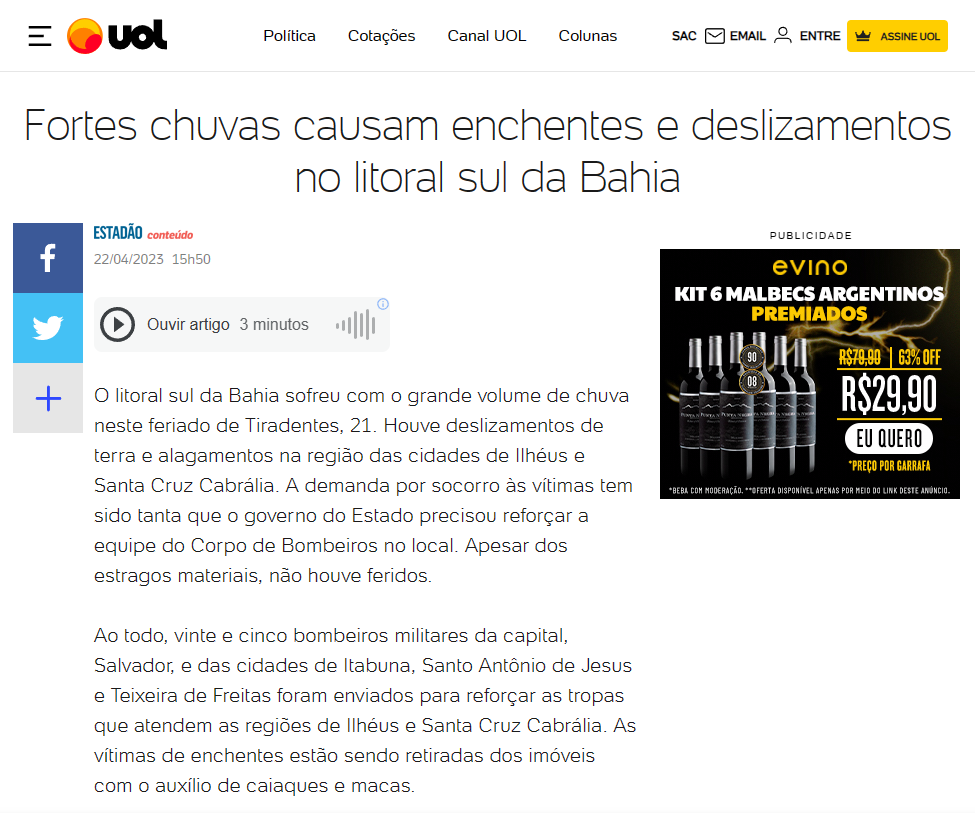 uol
Política Cotações Canal UOL Colunas
SAC EMAIL ENTRE ASSINE UOL
Fortes chuvas causam enchentes e deslizamentos
no litoral sul da Bahia
ESTADÃO conteúdo
22/04/2023 15h50
Ouvir artigo 3 minutos
O litoral sul da Bahia sofreu com o grande volume de chuva
neste feriado de Tiradentes, 21. Houve deslizamentos de
terra e alagamentos na região das cidades de Ilhéus e
Santa Cruz Cabrália. A demanda por socorro às vítimas tem
sido tanta que o governo do Estado precisou reforçar a
equipe do Corpo de Bombeiros no local. Apesar dos
estragos materiais, não houve feridos.
Ao todo, vinte e cinco bombeiros militares da capital,
Salvador, e das cidades de Itabuna, Santo Antônio de Jesus
e Teixeira de Freitas foram enviados para reforçar as tropas
que atendem as regiões de Ilhéus e Santa Cruz Cabrália. As
vítimas de enchentes estão sendo retiradas dos imóveis
com o auxílio de caiaques e macas.
PUBLICIDADE
evino
KIT 6 MALBECS ARGENTINOS
PREMIADOS
90
08
R$79,90 63% OFF
R$29,90
EU QUERO
*PREÇO POR GARRAFA
*BEBA COM MODERAÇÃO. **OFERTA DISPONÍVEL APENAS POR MEIO DO LINK DESTE ANÚNCIO.